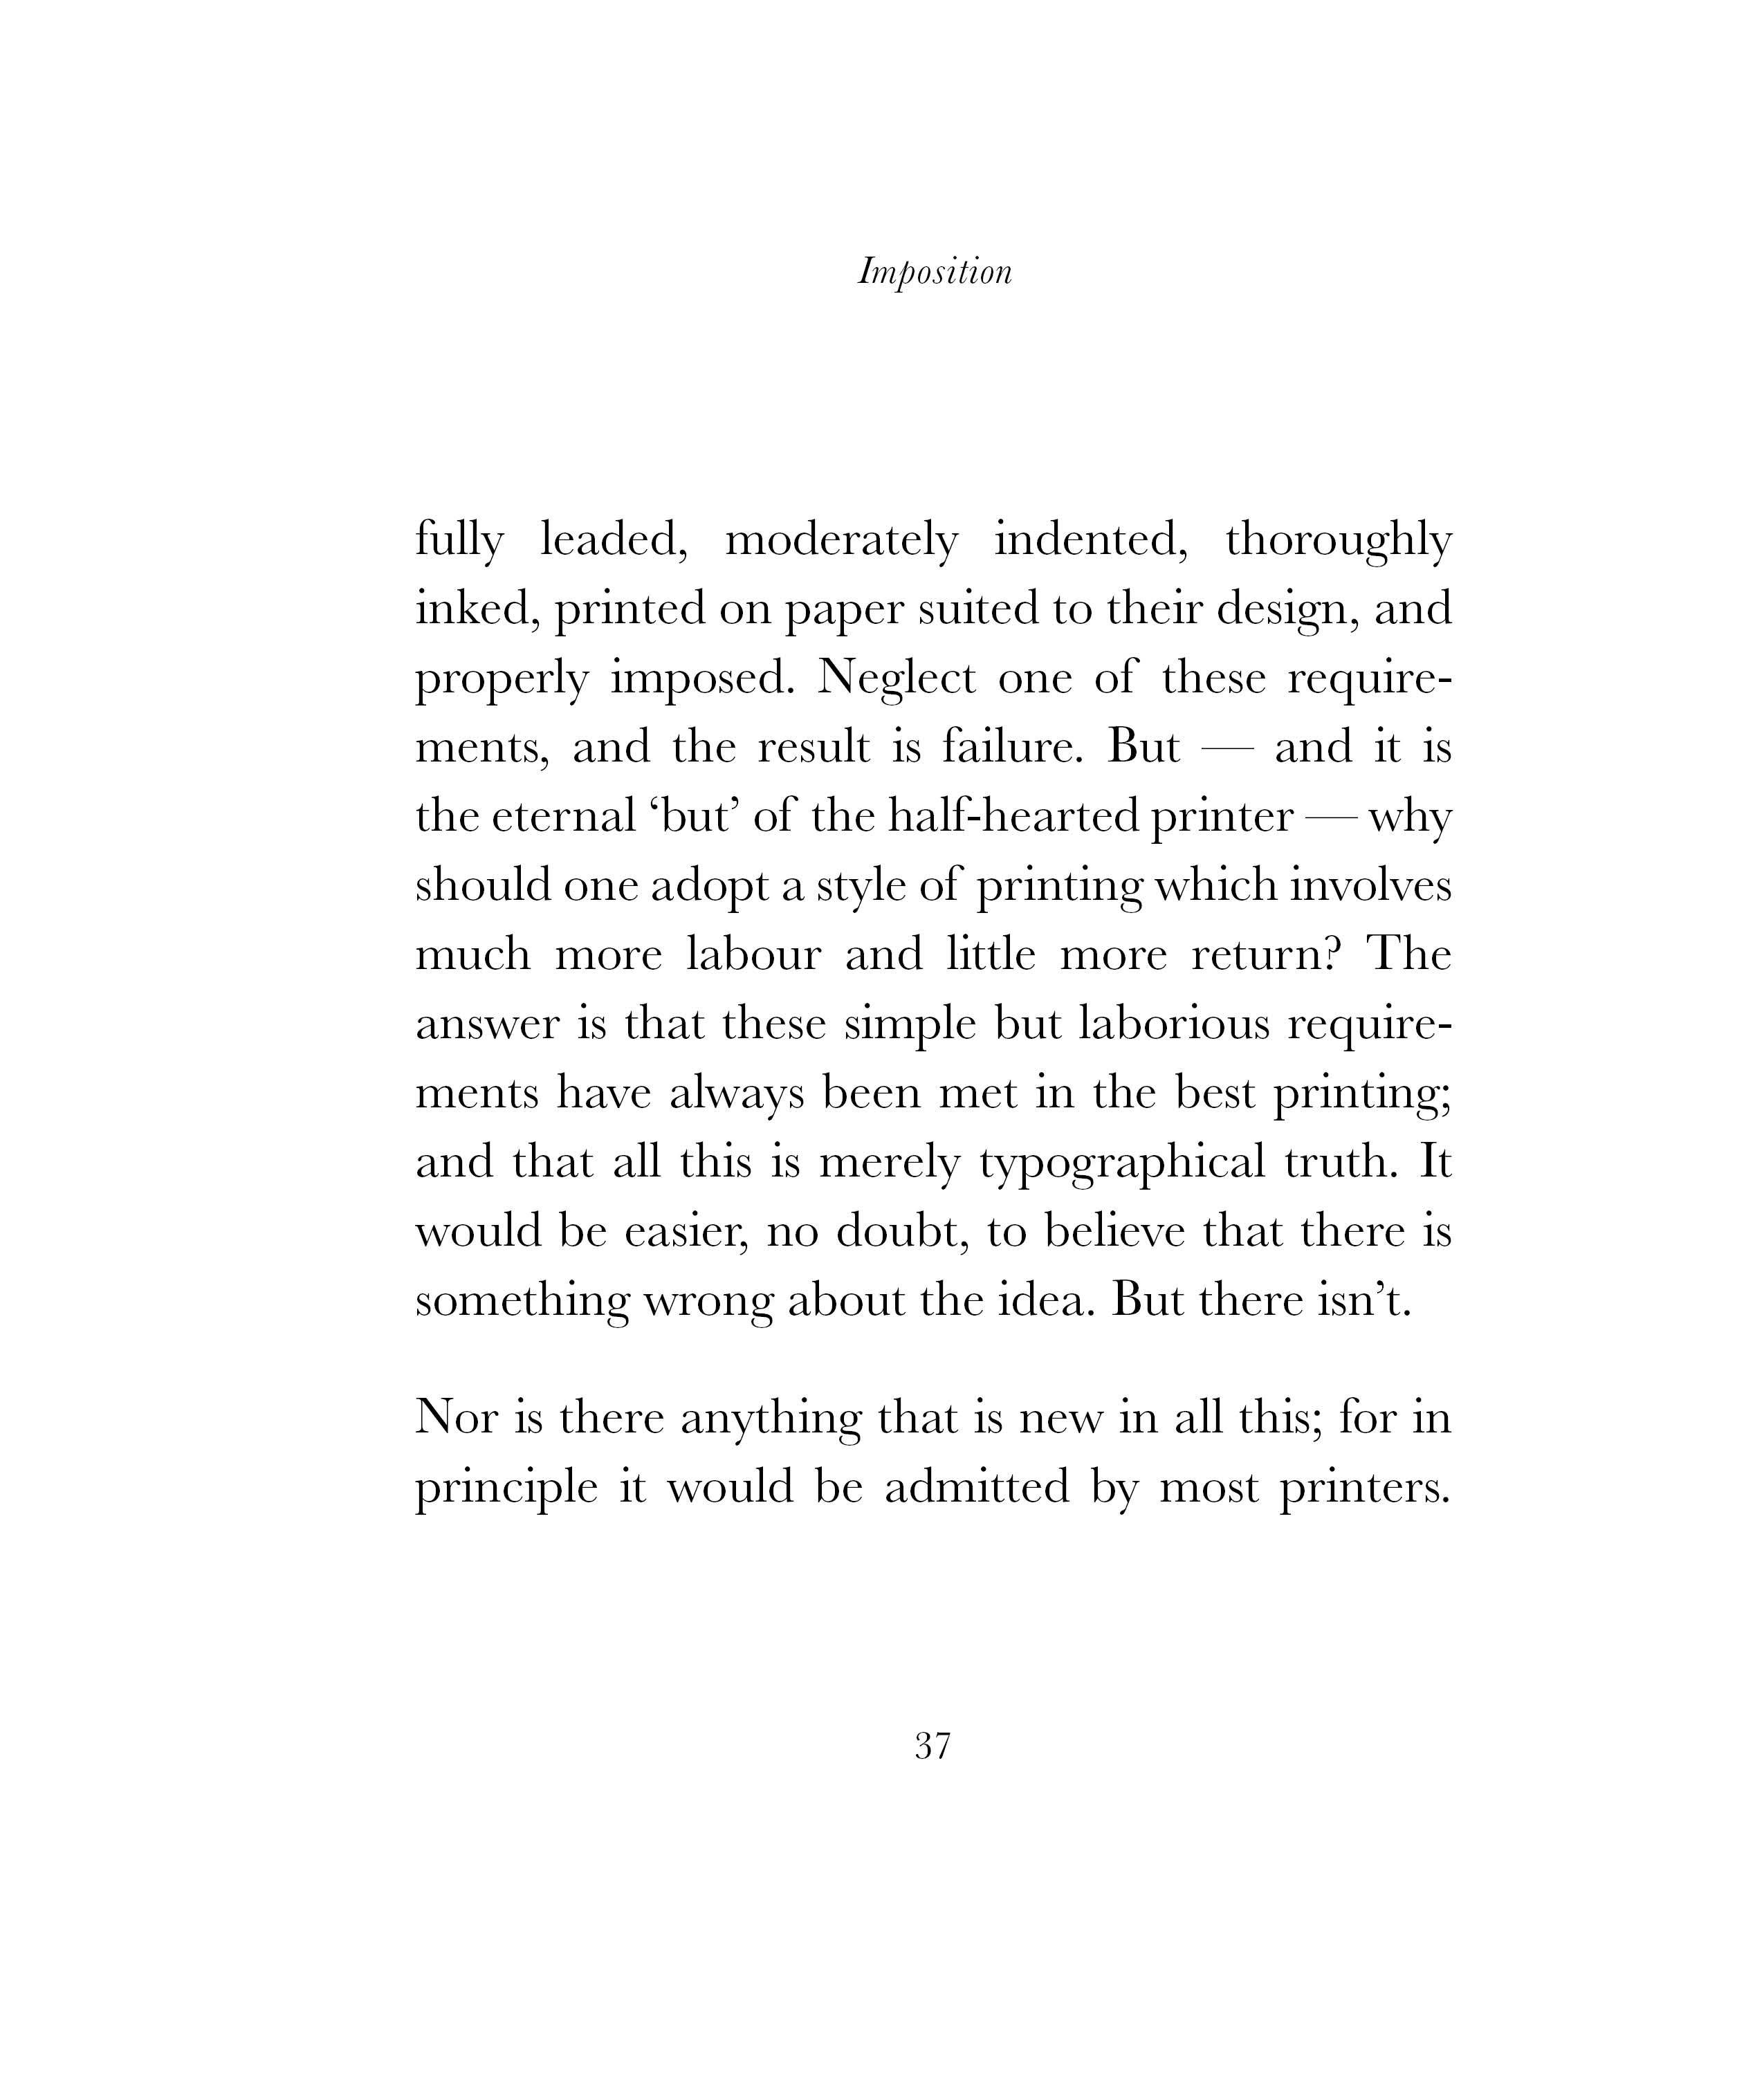 Imposition
fully leaded, moderately indented, thoroughly
inked, printed on paper suited to their design, and
properly imposed. Neglect one of these require-
ments, and the result is failure. But — and it is
the eternal ‘but’ of the half-hearted printer — why
should one adopt a style of printing which involves
much more labour and little more return? The
answer is that these simple but laborious require-
ments have always been met in the best printing;
and that all this is merely typographical truth. It
would be easier, no doubt, to believe that there is
something wrong about the idea. But there isn’t.
Nor is there anything that is new in all this; for in
principle it would be admitted by most printers.
37